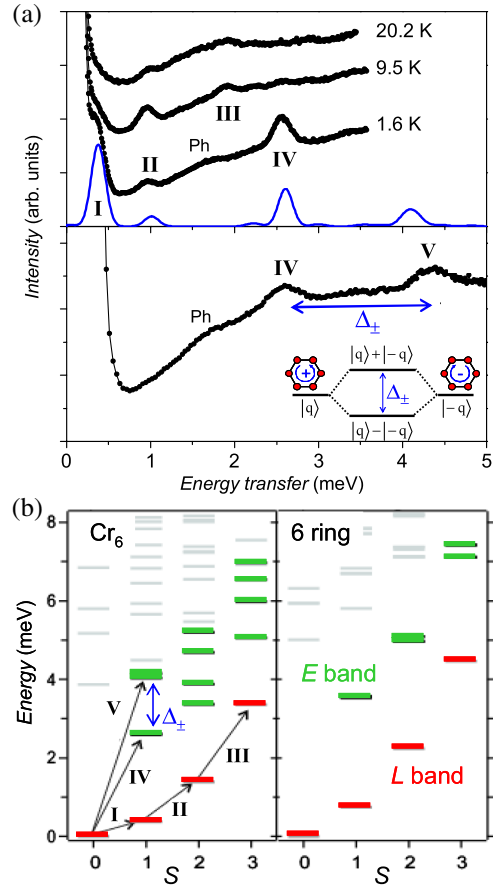 (a)
20.2 K
9.5 K
III
1.6 K
Ph
II
IV
I
Intensity (arb. units)
IV
V
Ph
Δ±
+
|q⟩+|−q⟩
-
Δ±
|q⟩
|−q⟩
|q⟩−|−q⟩
0 1 2 3 4 5
Energy transfer (meV)
(b)
8
6
4
2
0
Energy (meV)
Cr6
6 ring
V
Δ±
E band
IV
III
L band
I
II
0 1 2 3
0 1 2 3
S
S